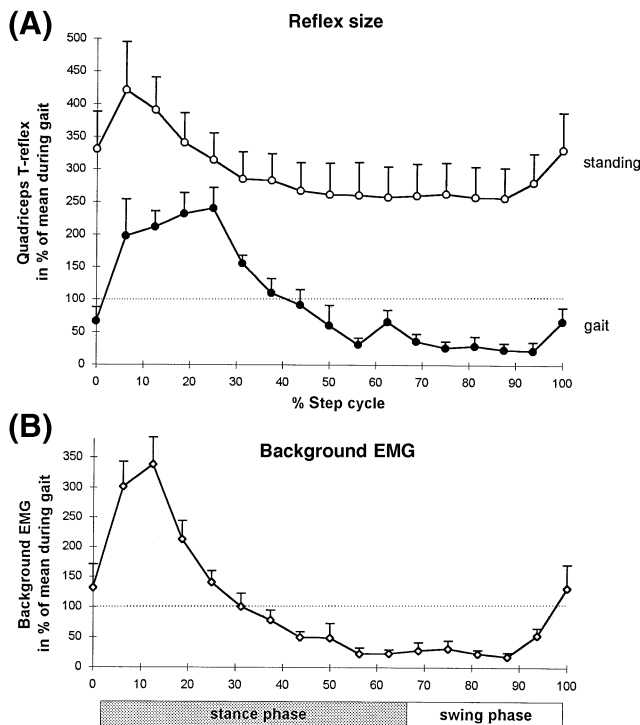 (A)
Reflex size
Quadriceps T-reflex
in % of mean during gait
500
450
400
350
300
250
200
150
100
50
0
standing
gait
0 10 20 30 40 50 60 70 80 90 100
% Step cycle
(B)
Background EMG
Background EMG
in % of mean during gait
350
300
250
200
150
100
50
0
0 10 20 30 40 50 60 70 80 90 100
stance phase swing phase